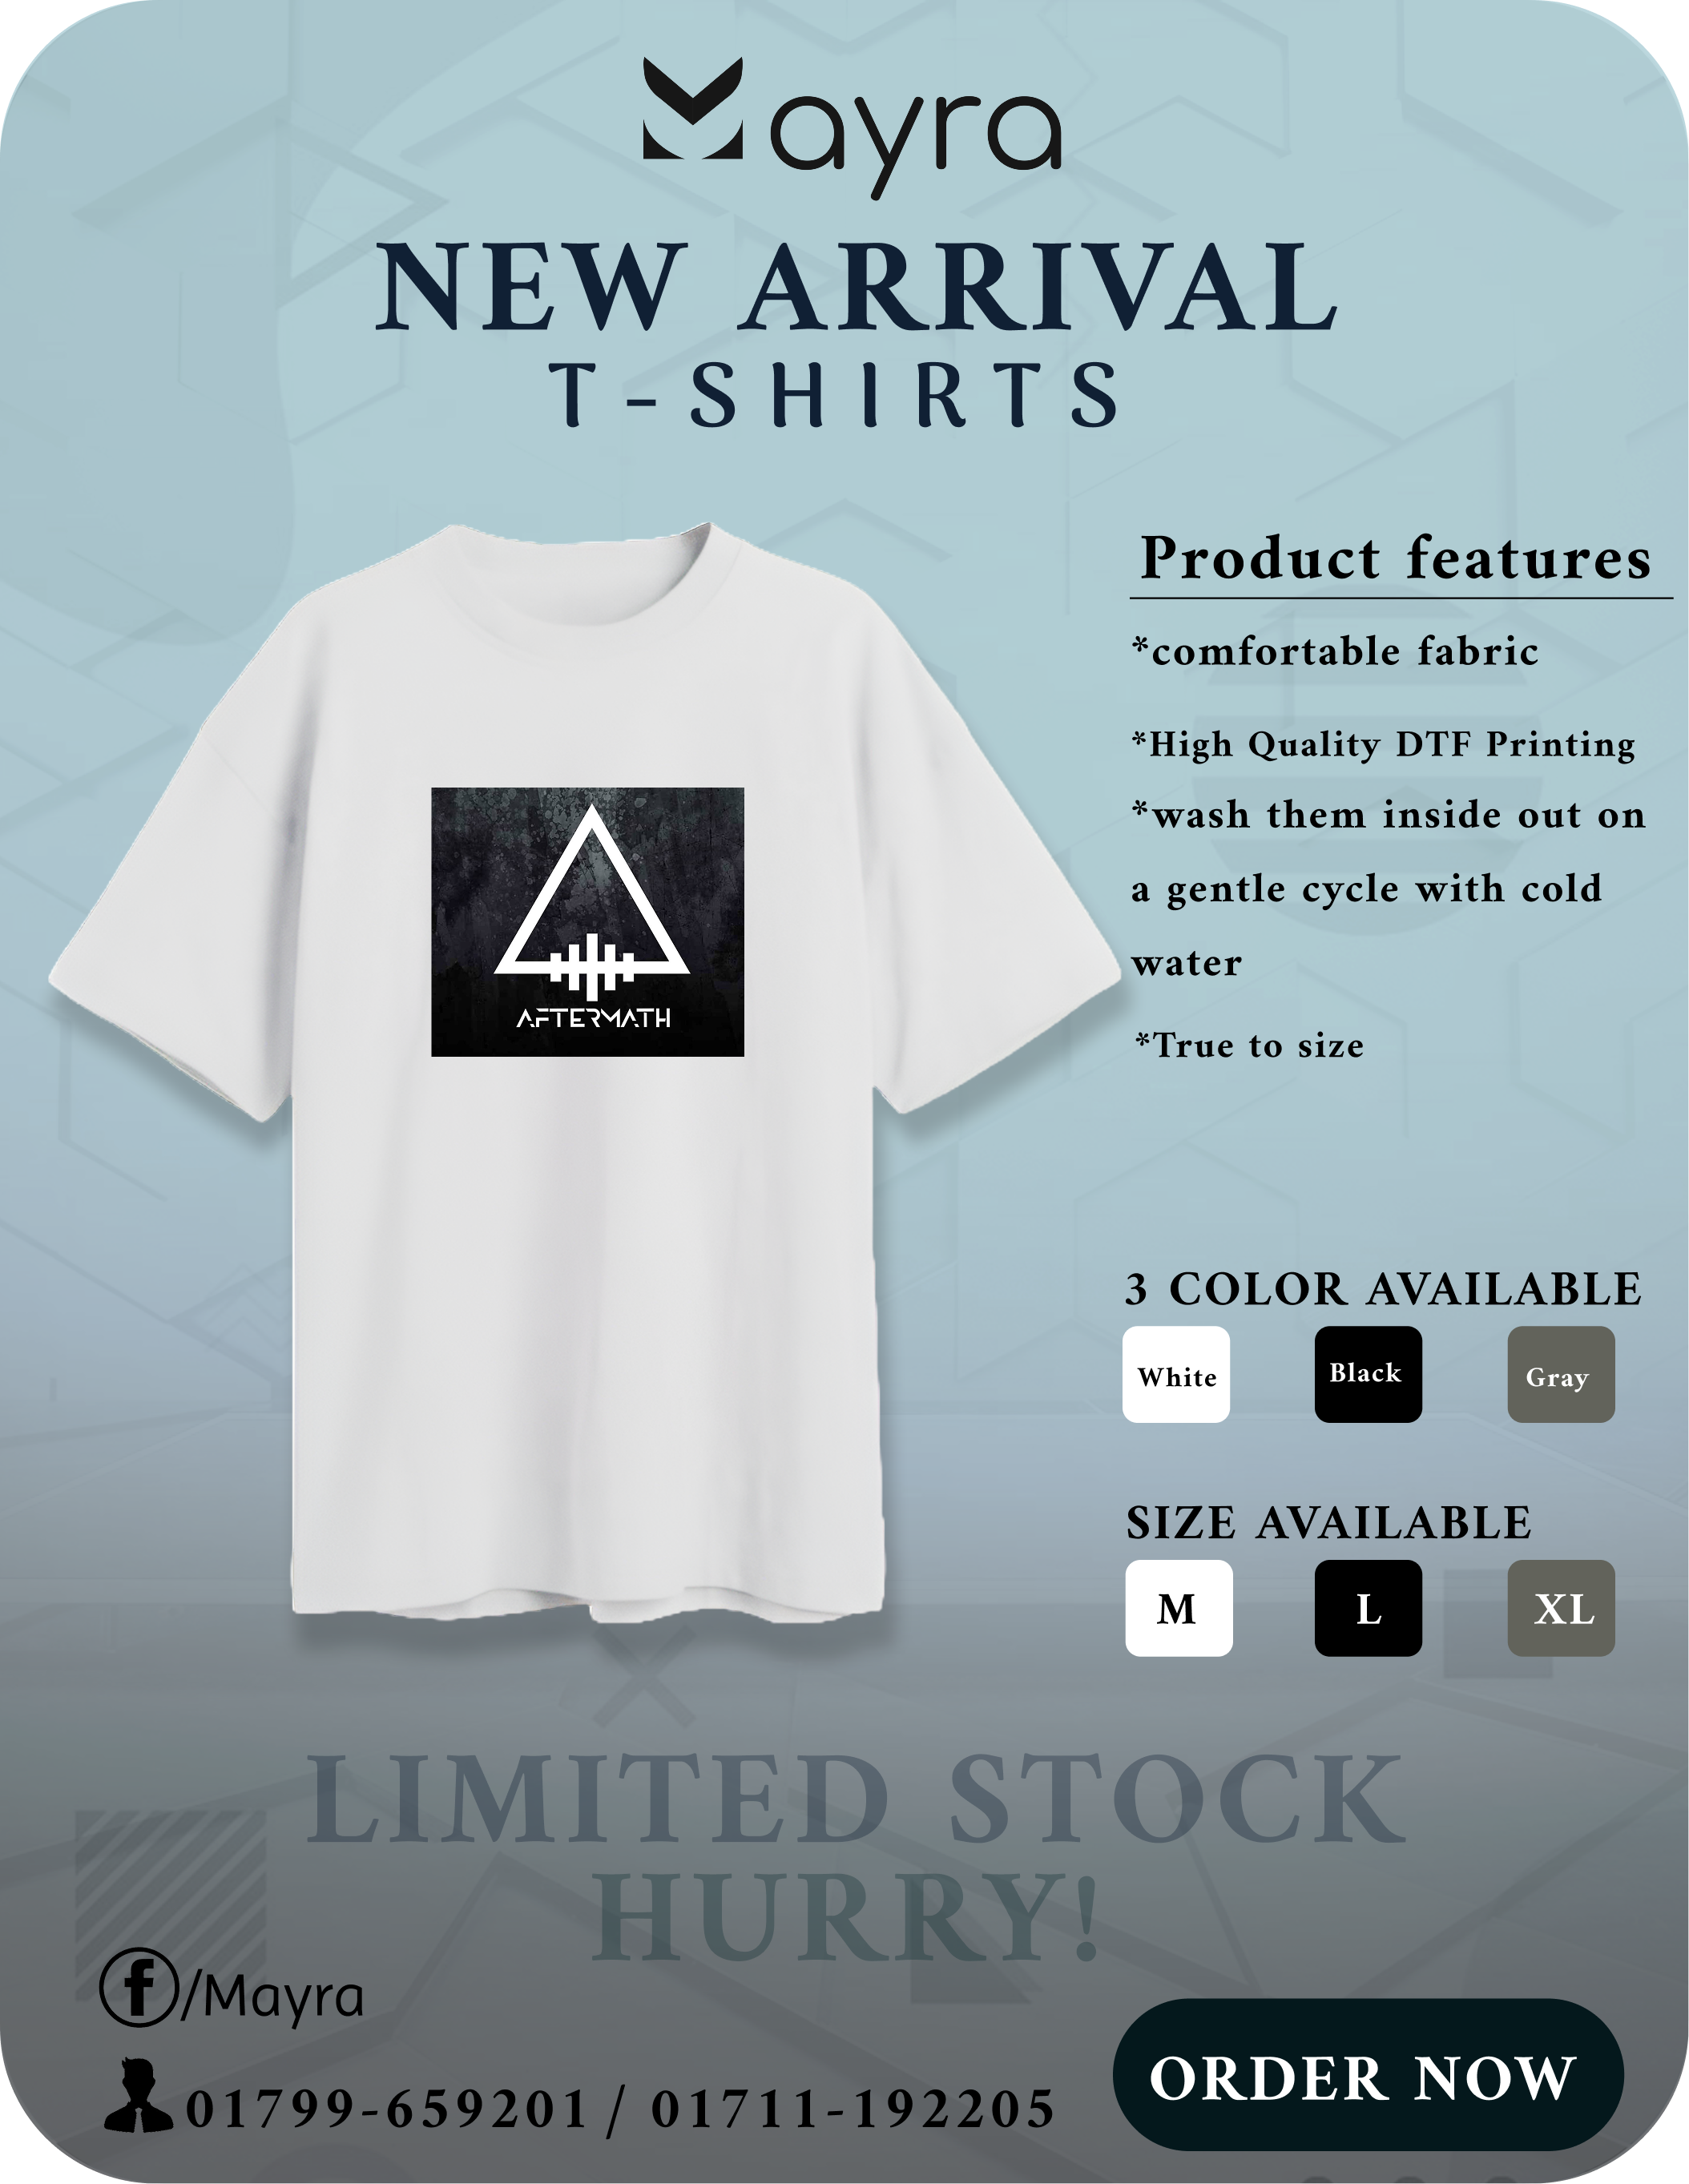 Mayra
NEW ARRIVAL
T-SHIRTS
Product features
*comfortable fabric
*High Quality DTF Printing
*wash them inside out on
a gentle cycle with cold
water
*True to size
AFTERMATH
3 COLOR AVAILABLE
White Black Gray
SIZE AVAILABLE
M L XL
LIMITED STOCK
HURRY!
f/Mayra
01799-659201 / 01711-192205
ORDER NOW